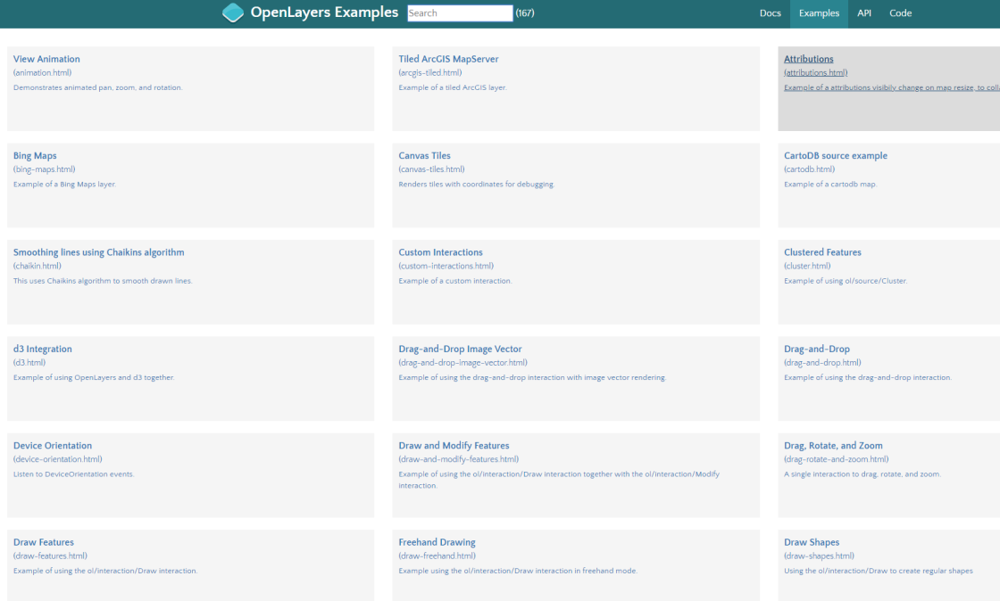 OpenLayers Examples Search (167) Docs Examples API Code
View Animation
(animation.html)
Demonstrates animated pan, zoom, and rotation.
Tiled ArcGIS MapServer
(arcgis-tiled.html)
Example of a tiled ArcGIS layer.
Attributions
(attributions.html)
Example of a attributions visibily change on map resize, to
Bing Maps
(bing-maps.html)
Example of a Bing Maps layer.
Canvas Tiles
(canvas-tiles.html)
Renders tiles with coordinates for debugging.
CartoDB source example
(cartodb.html)
Example of a cartodb map.
Smoothing lines using Chaikins algorithm
(chaikin.html)
This uses Chaikins algorithm to smooth drawn lines.
Custom Interactions
(custom-interactions.html)
Example of a custom interaction.
Clustered Features
(cluster.html)
Example of using ol/source/Cluster.
d3 Integration
(d3.html)
Example of using OpenLayers and d3 together.
Drag-and-Drop Image Vector
(drag-and-drop-image-vector.html)
Example of using the drag-and-drop interaction with image vector rendering.
Drag-and-Drop
(drag-and-drop.html)
Example of using the drag-and-drop interaction.
Device Orientation
(device-orientation.html)
Listen to DeviceOrientation events.
Draw and Modify Features
(draw-and-modify-features.html)
Example of using the ol/interaction/Draw interaction together with the ol/interaction/Modify
interaction.
Drag, Rotate, and Zoom
(drag-rotate-and-zoom.html)
A single interaction to drag, rotate, and zoom.
Draw Features
(draw-features.html)
Example of using the ol/interaction/Draw interaction.
Freehand Drawing
(draw-freehand.html)
Example using the ol/interaction/Draw interaction in freehand mode.
Draw Shapes
(draw-shapes.html)
Using the ol/interaction/Draw to create regular shapes